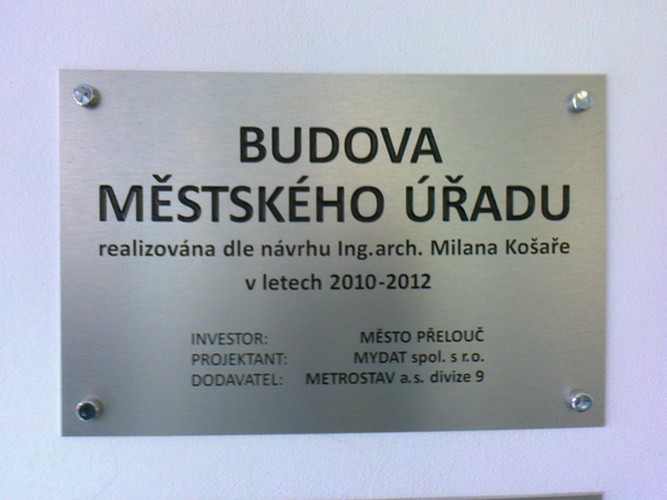 BUDOVA
MĚSTSKÉHO ÚŘADU
realizována dle návrhu Ing.arch. Milana Košaře
v letech 2010-2012
INVESTOR: MĚSTO PŘELOUČ
PROJEKTANT: MYDAT spol. s r.o.
DODAVATEL: METROSTAV a.s. divize 9